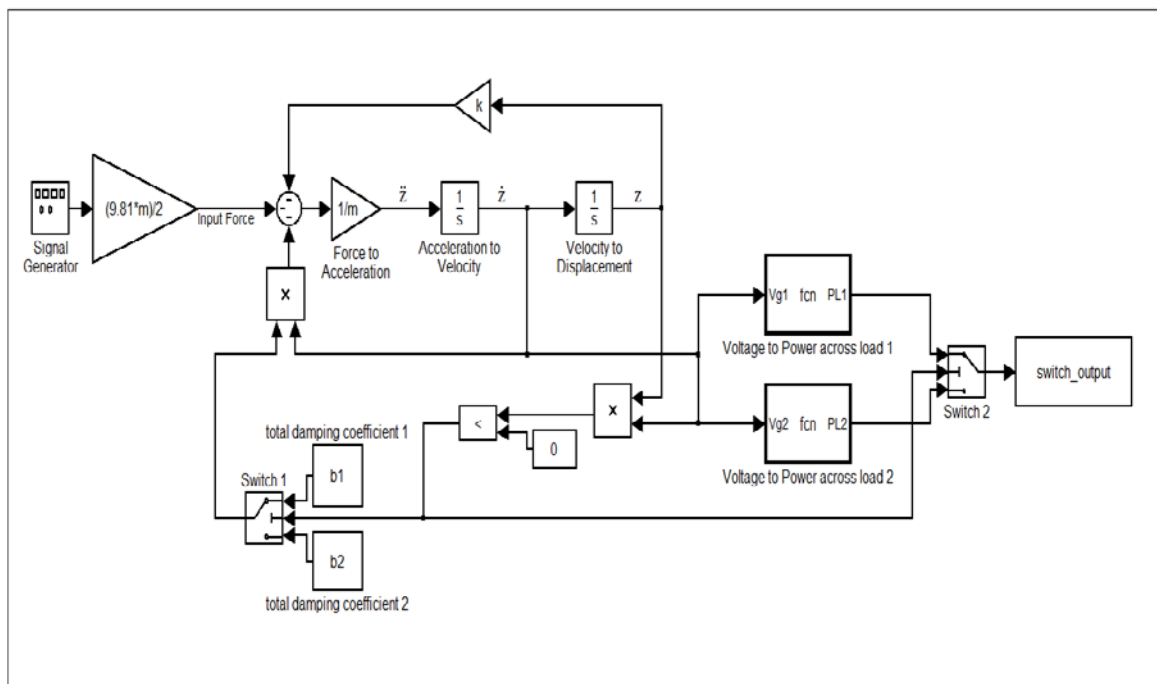 k
(9.81*m)/2
Input Force
1/m
z̈
1
s
ż
1
s
z
Signal
Generator
Force to
Acceleration
Acceleration to
Velocity
Velocity to
Displacement
X
Vg1 fcn PL1
Voltage to Power across load 1
switch_output
Switch 2
X
<
0
Vg2 fcn PL2
Voltage to Power across load 2
total damping coefficient 1
Switch 1
b1
b2
total damping coefficient 2